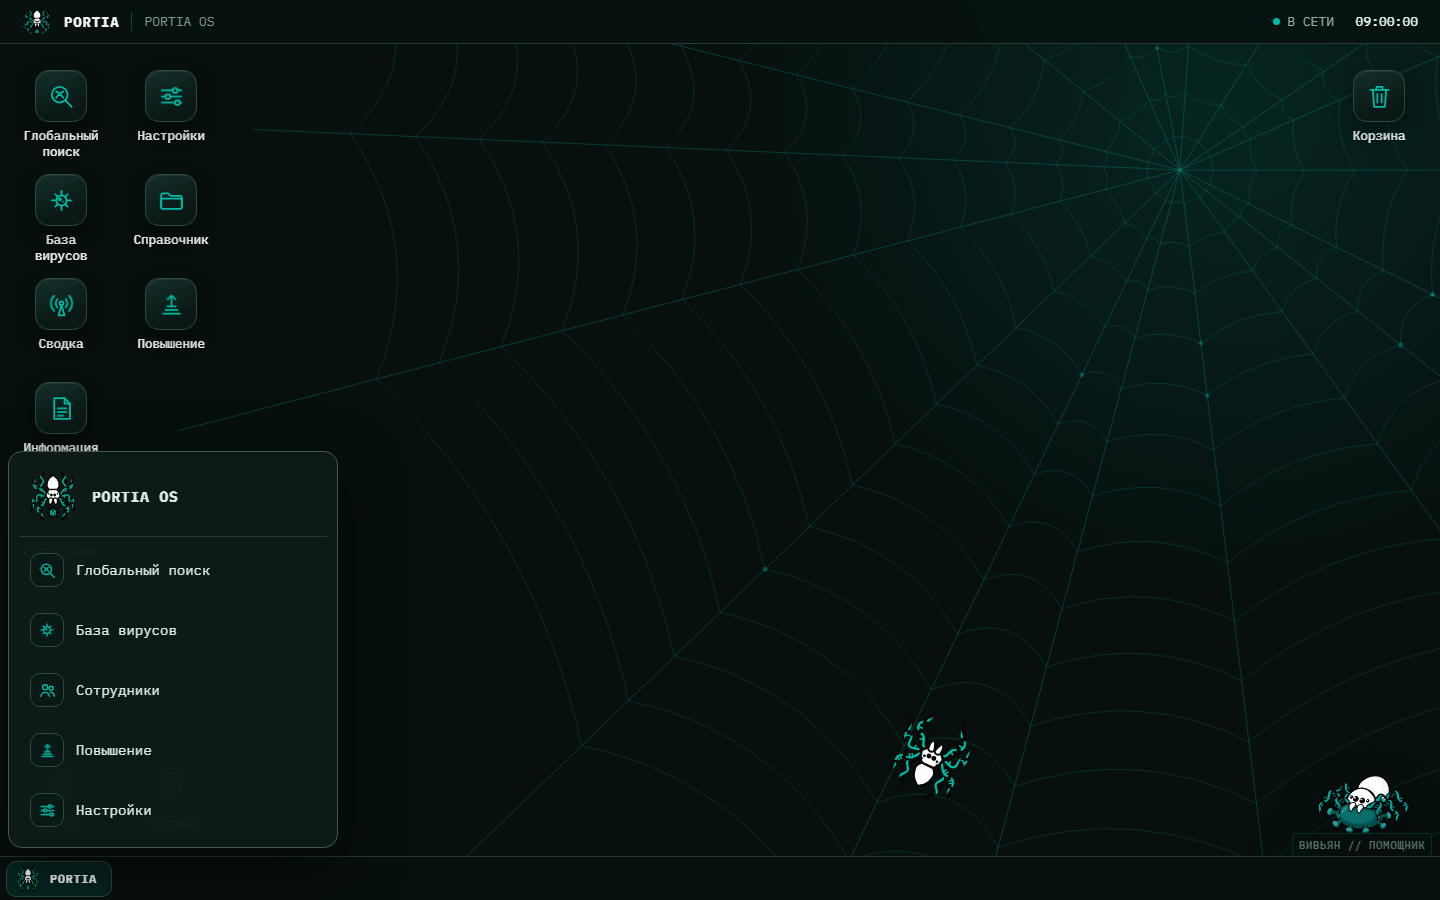 PORTIA
PORTIA OS
В СЕТИ
09:00:00
Глобальный
поиск
Настройки
Корзина
База
вирусов
Справочник
Сводка
Повышение
Информация
PORTIA OS
Глобальный поиск
База вирусов
Сотрудники
Повышение
Настройки
ВИВЬЯН // ПОМОЩНИК
PORTIA